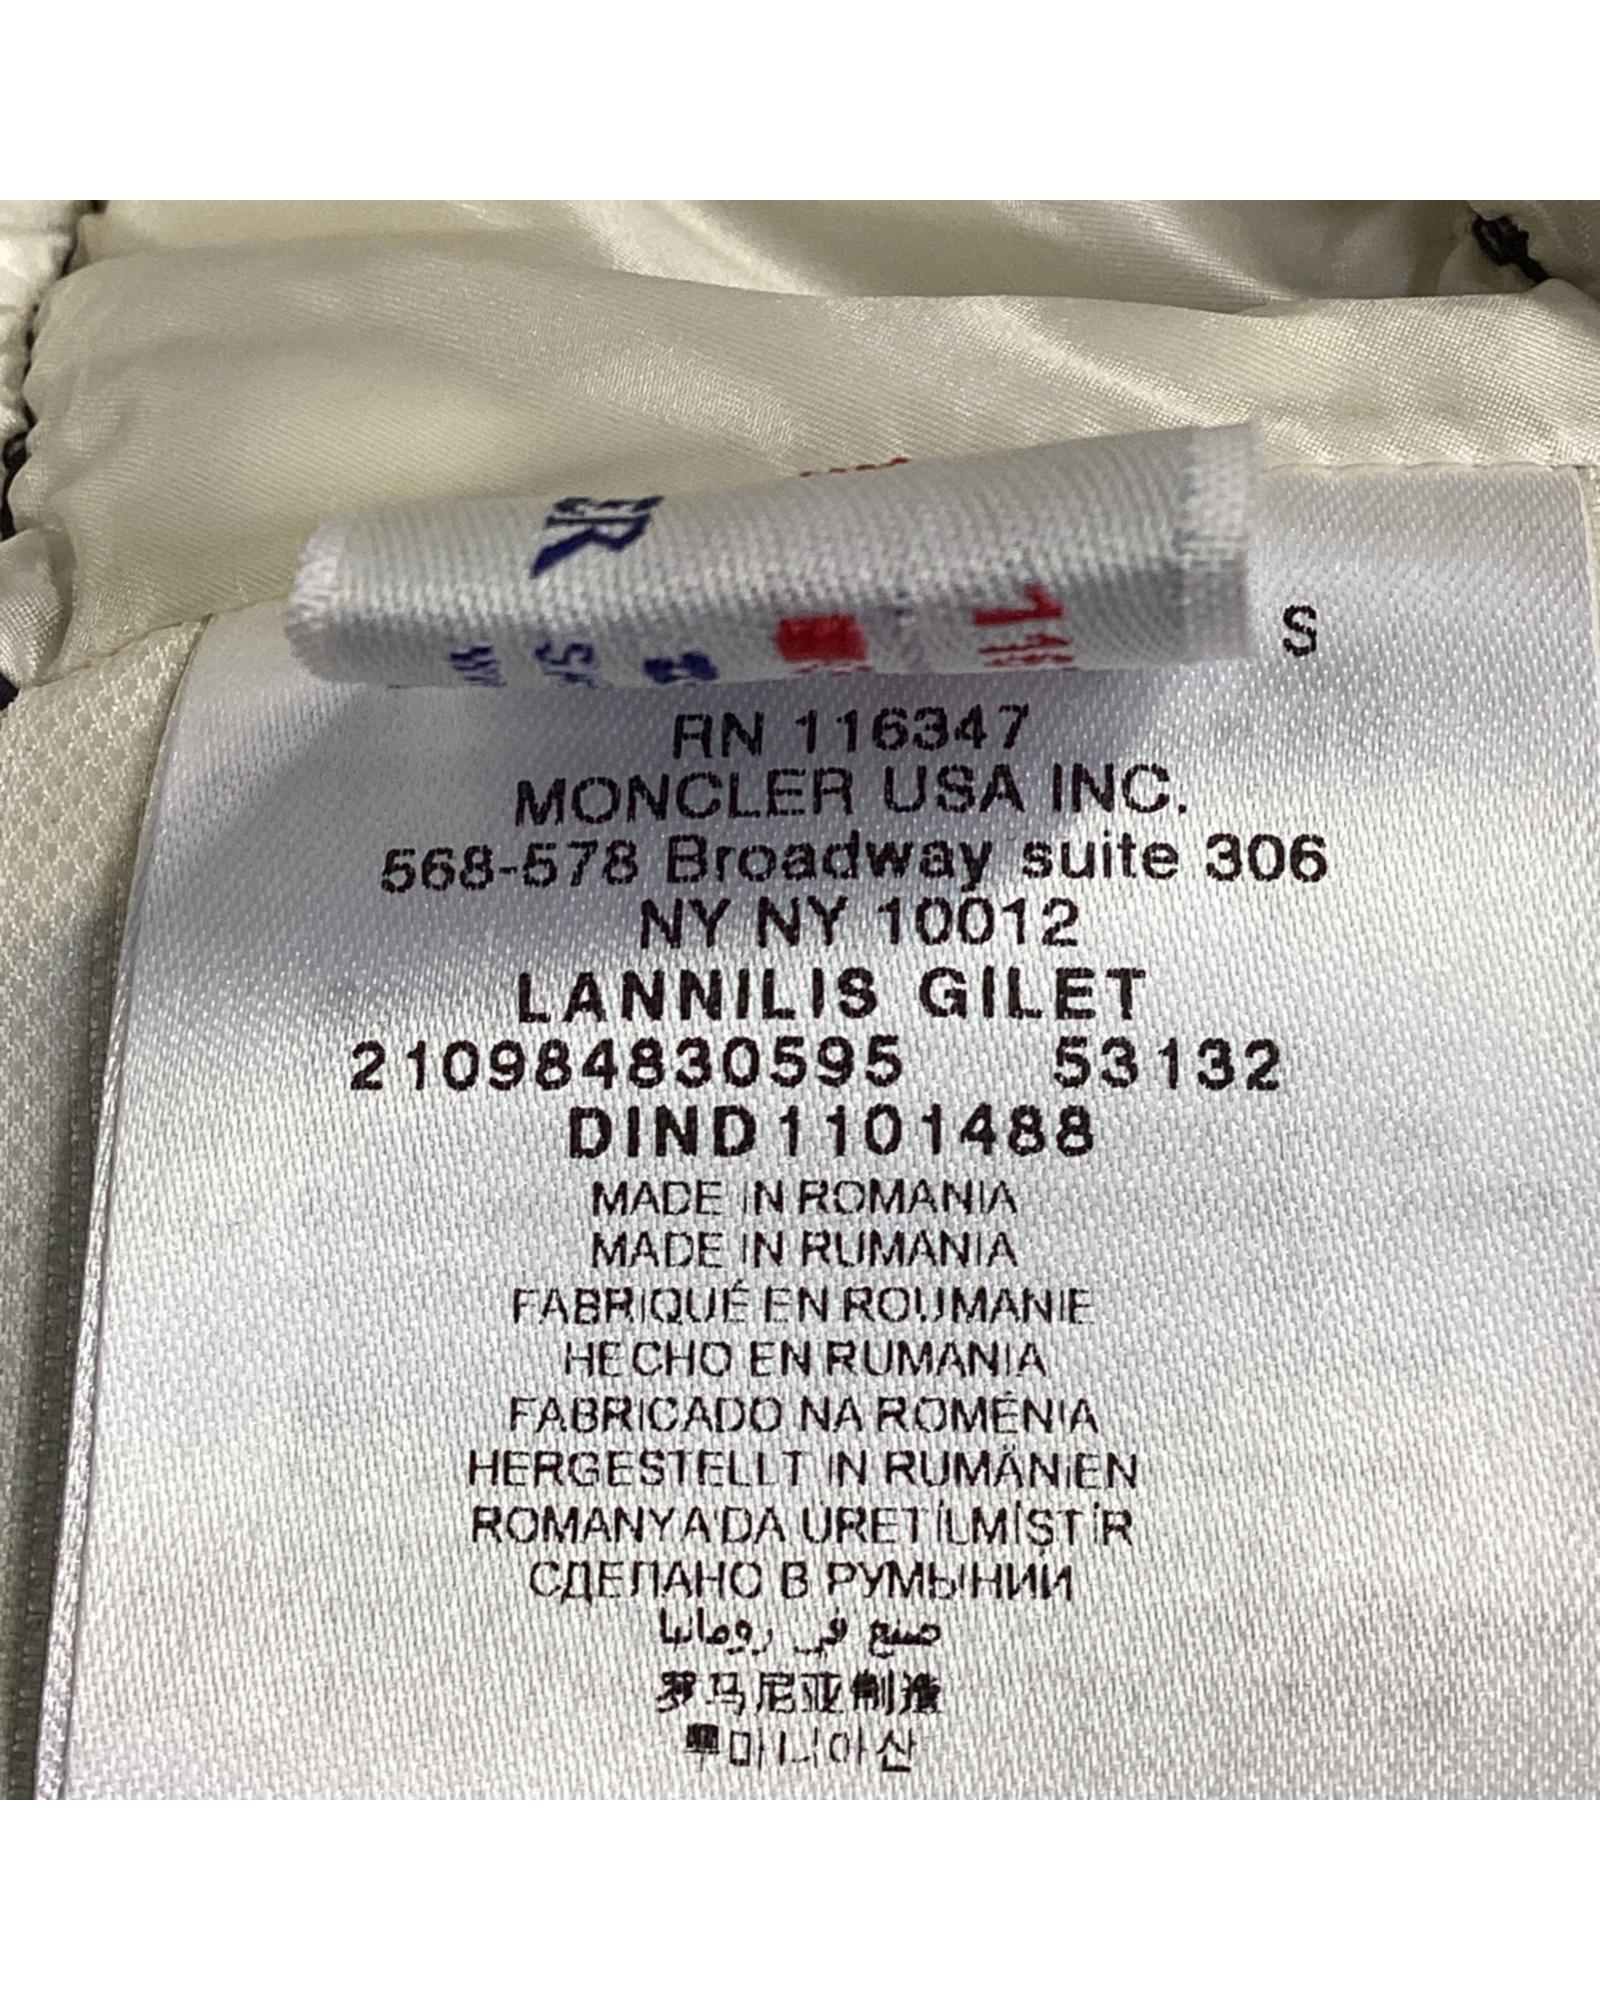 ER
S
RN 116347
MONCLER USA INC.
568-578 Broadway suite 306
NY NY 10012
LANNILIS GILET
210984830595 53132
DIND1101488
MADE IN ROMANIA
MADE IN RUMANIA
FABRIQUÉ EN ROUMANIE
HECHO EN RUMANIA
FABRICADO NA ROMÉNIA
HERGESTELLT IN RUMÄNIEN
ROMANYA'DA ÜRETİLMİŞTİR
СДЕЛАНО В РУМЫНИИ
صنع في رومانيا
罗马尼亚制造
루마니아산